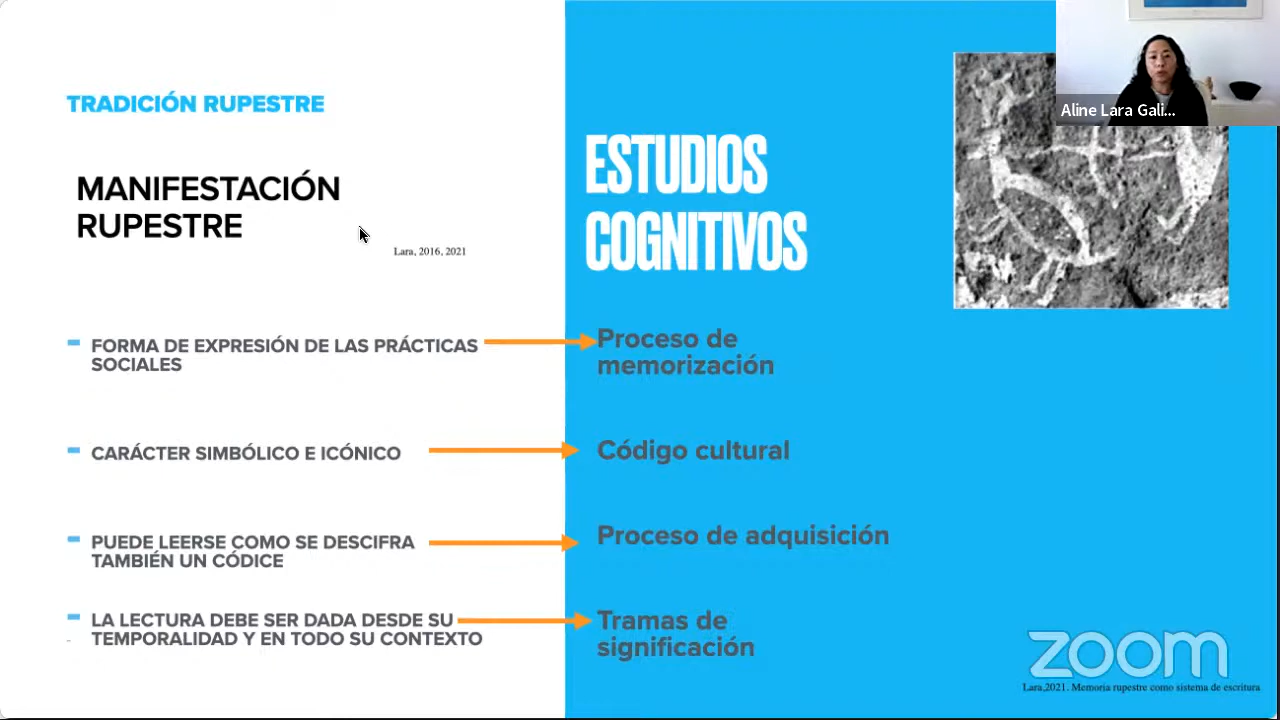 TRADICIÓN RUPESTRE
MANIFESTACIÓN
RUPESTRE
Lara, 2016, 2021
FORMA DE EXPRESIÓN DE LAS PRÁCTICAS
SOCIALES
CARÁCTER SIMBÓLICO E ICÓNICO
PUEDE LEERSE COMO SE DESCIFRA
TAMBIÉN UN CÓDICE
LA LECTURA DEBE SER DADA DESDE SU
TEMPORALIDAD Y EN TODO SU CONTEXTO
ESTUDIOS
COGNITIVOS
Proceso de
memorización
Código cultural
Proceso de adquisición
Tramas de
significación
Aline Lara Gali...
zoom
Lara,2021. Memoria rupestre como sistema de escritura